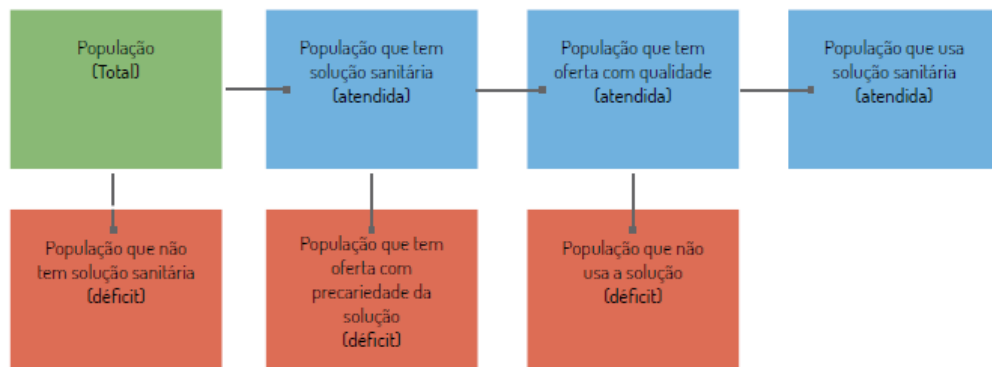 População
(Total)
População que tem
solução sanitária
(atendida)
População que tem
oferta com qualidade
(atendida)
População que usa
solução sanitária
(atendida)
População que não
tem solução sanitária
(déficit)
População que tem
oferta com
precariedade da
solução
(déficit)
População que não
usa a solução
(déficit)